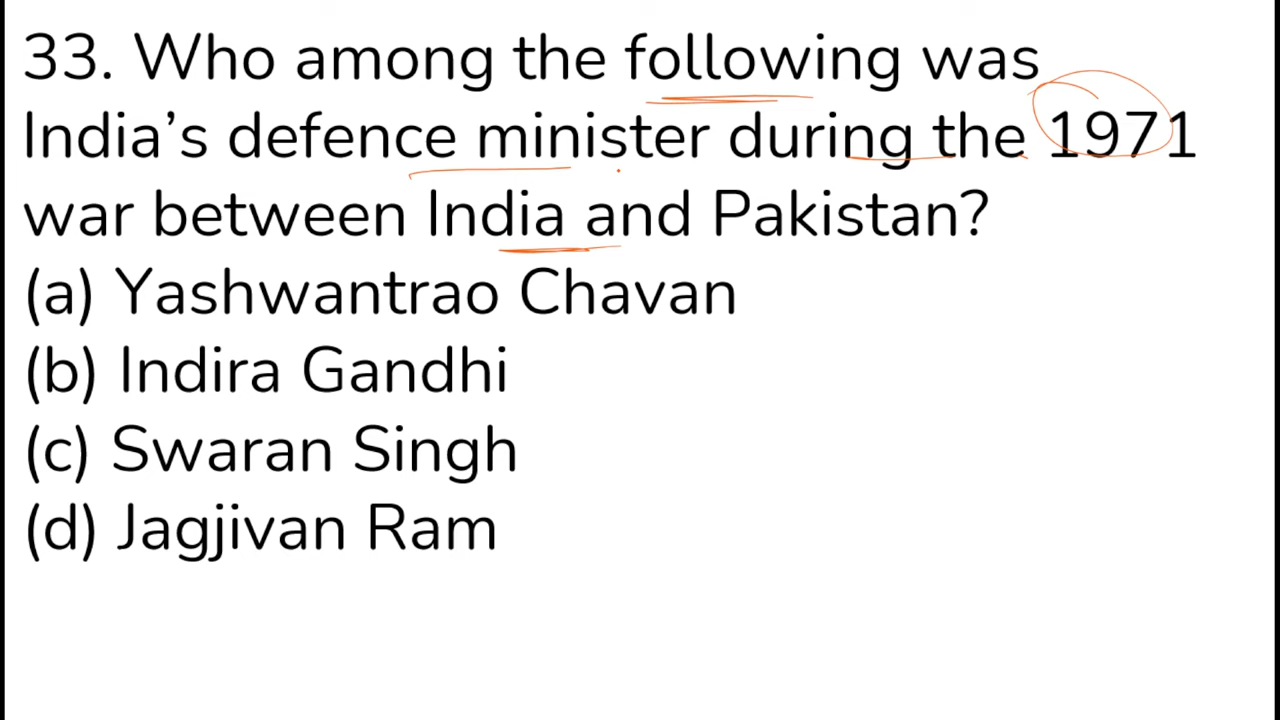 33. Who among the following was
India’s defence minister during the 1971
war between India and Pakistan?
(a) Yashwantrao Chavan
(b) Indira Gandhi
(c) Swaran Singh
(d) Jagjivan Ram